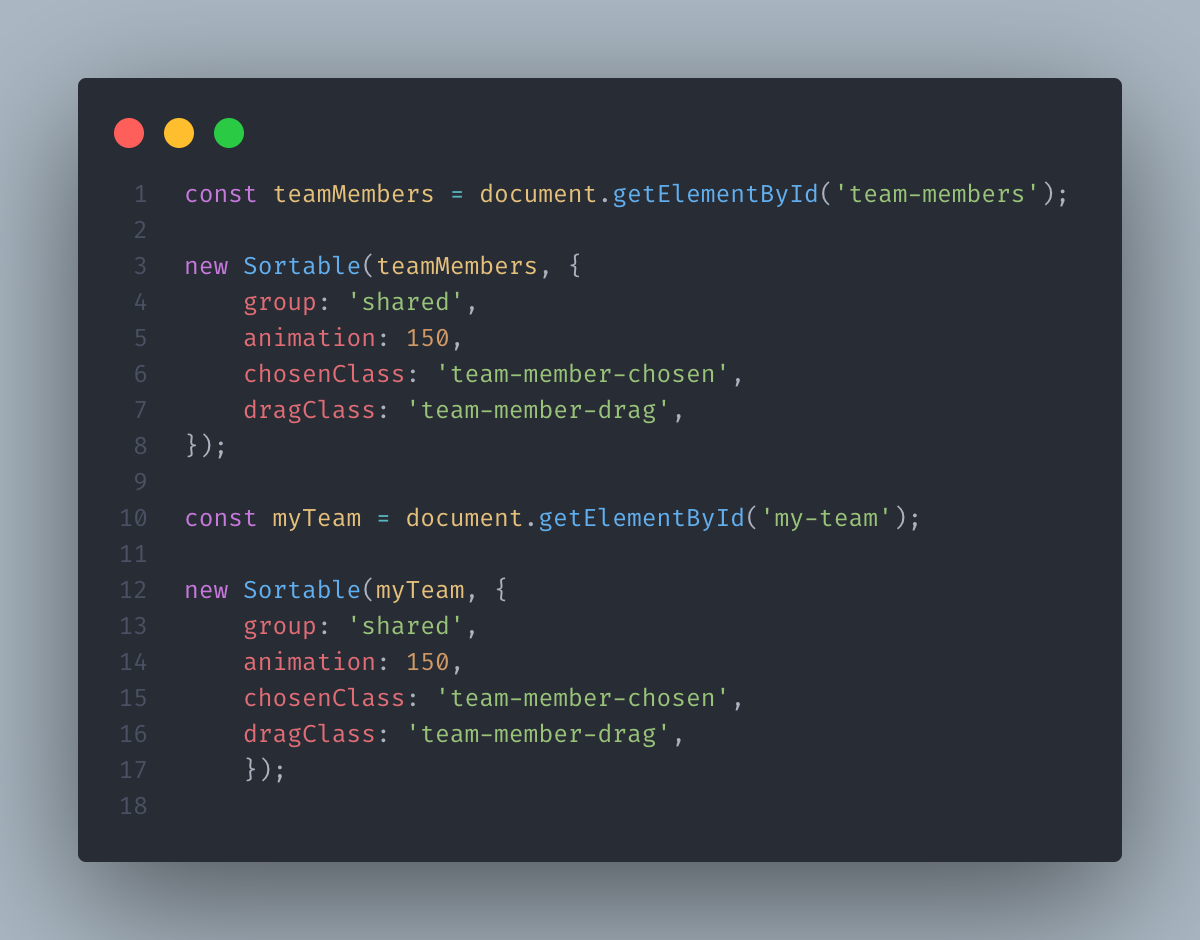 1 const teamMembers = document.getElementById('team-members');
2
3 new Sortable(teamMembers, {
4     group: 'shared',
5     animation: 150,
6     chosenClass: 'team-member-chosen',
7     dragClass: 'team-member-drag',
8 });
9
10 const myTeam = document.getElementById('my-team');
11
12 new Sortable(myTeam, {
13     group: 'shared',
14     animation: 150,
15     chosenClass: 'team-member-chosen',
16     dragClass: 'team-member-drag',
17     });
18